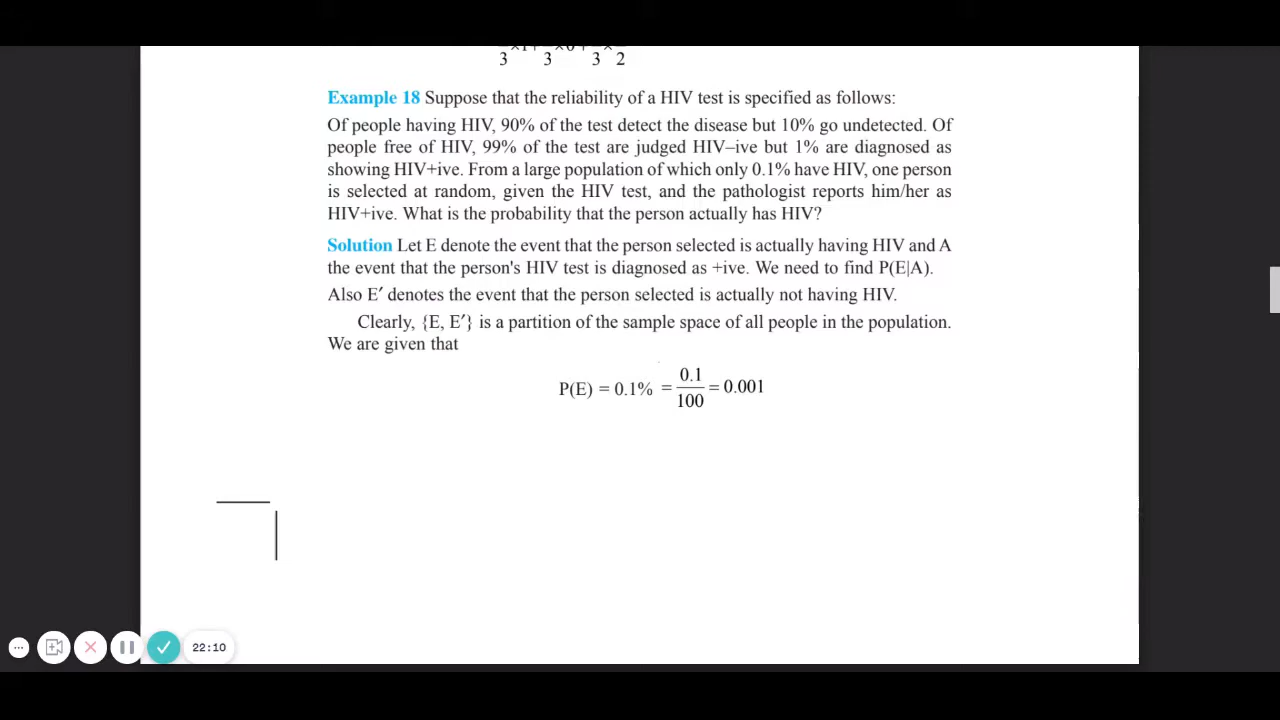 3 3 3 2
Example 18 Suppose that the reliability of a HIV test is specified as follows:
Of people having HIV, 90% of the test detect the disease but 10% go undetected. Of
people free of HIV, 99% of the test are judged HIV–ive but 1% are diagnosed as
showing HIV+ive. From a large population of which only 0.1% have HIV, one person
is selected at random, given the HIV test, and the pathologist reports him/her as
HIV+ive. What is the probability that the person actually has HIV?
Solution Let E denote the event that the person selected is actually having HIV and A
the event that the person's HIV test is diagnosed as +ive. We need to find P(E|A).
Also E′ denotes the event that the person selected is actually not having HIV.
Clearly, {E, E′} is a partition of the sample space of all people in the population.
We are given that
P(E) = 0.1% = 0.1/100 = 0.001
22:10